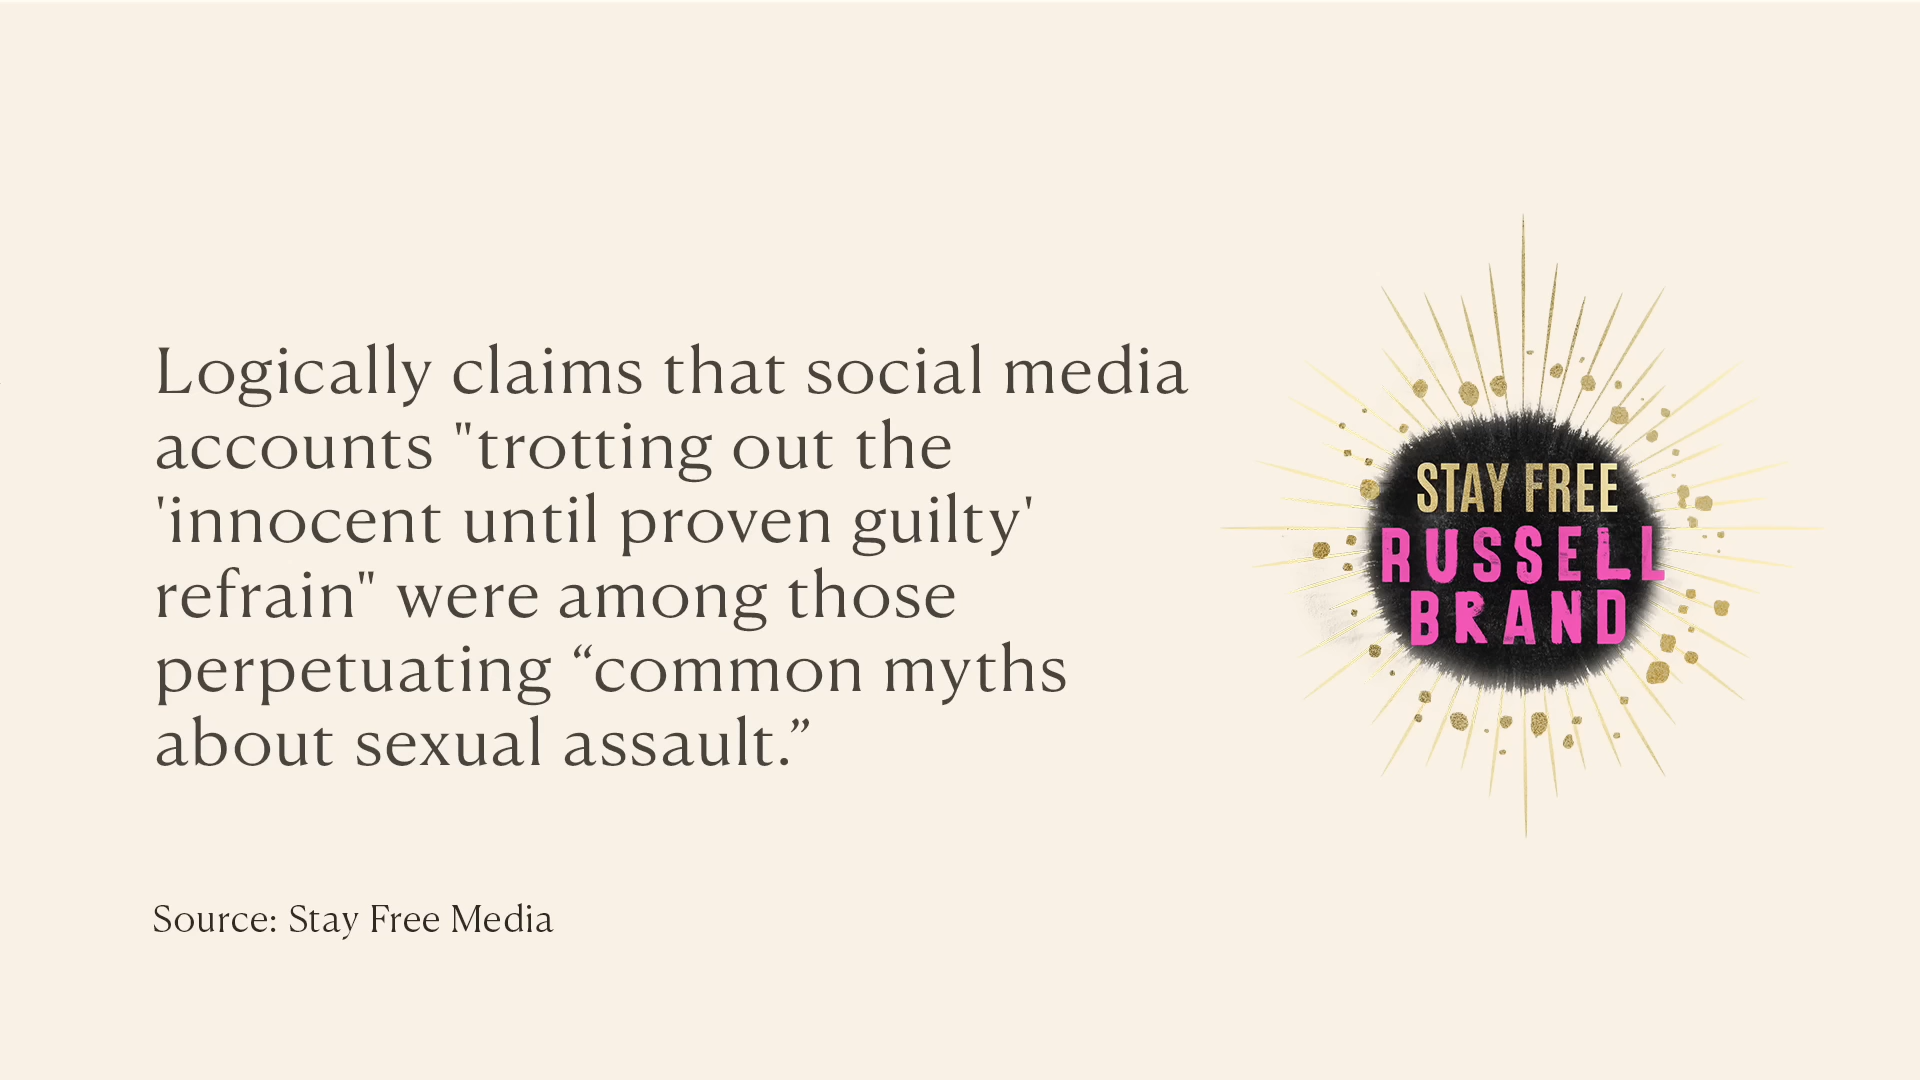 Logically claims that social media
accounts "trotting out the
'innocent until proven guilty'
refrain" were among those
perpetuating “common myths
about sexual assault.”
Source: Stay Free Media
STAY FREE
RUSSELL
BRAND